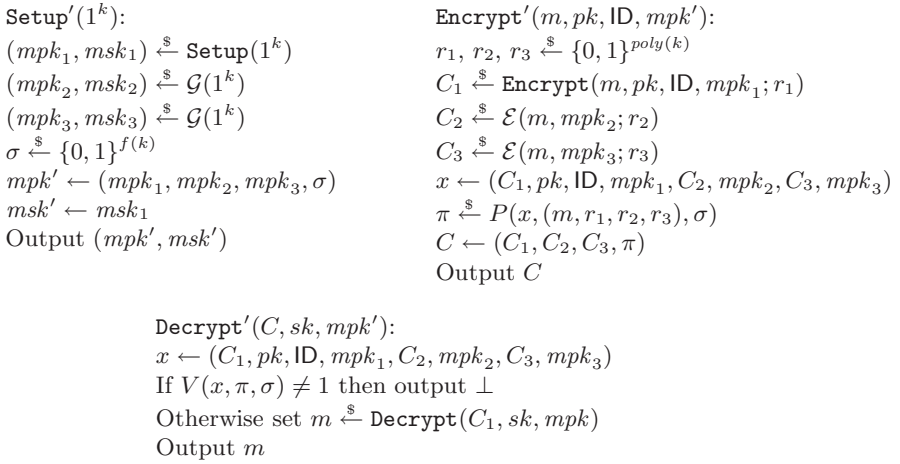 Setup′(1^k):
(mpk_1, msk_1) ←$ Setup(1^k)
(mpk_2, msk_2) ←$ 𝒢(1^k)
(mpk_3, msk_3) ←$ 𝒢(1^k)
σ ←$ {0, 1}^{f(k)}
mpk′ ← (mpk_1, mpk_2, mpk_3, σ)
msk′ ← msk_1
Output (mpk′, msk′)
Encrypt′(m, pk, ID, mpk′):
r_1, r_2, r_3 ←$ {0, 1}^{poly(k)}
C_1 ←$ Encrypt(m, pk, ID, mpk_1; r_1)
C_2 ←$ ℰ(m, mpk_2; r_2)
C_3 ←$ ℰ(m, mpk_3; r_3)
x ← (C_1, pk, ID, mpk_1, C_2, mpk_2, C_3, mpk_3)
π ←$ P(x, (m, r_1, r_2, r_3), σ)
C ← (C_1, C_2, C_3, π)
Output C
Decrypt′(C, sk, mpk′):
x ← (C_1, pk, ID, mpk_1, C_2, mpk_2, C_3, mpk_3)
If V(x, π, σ) ≠ 1 then output ⊥
Otherwise set m ←$ Decrypt(C_1, sk, mpk)
Output m